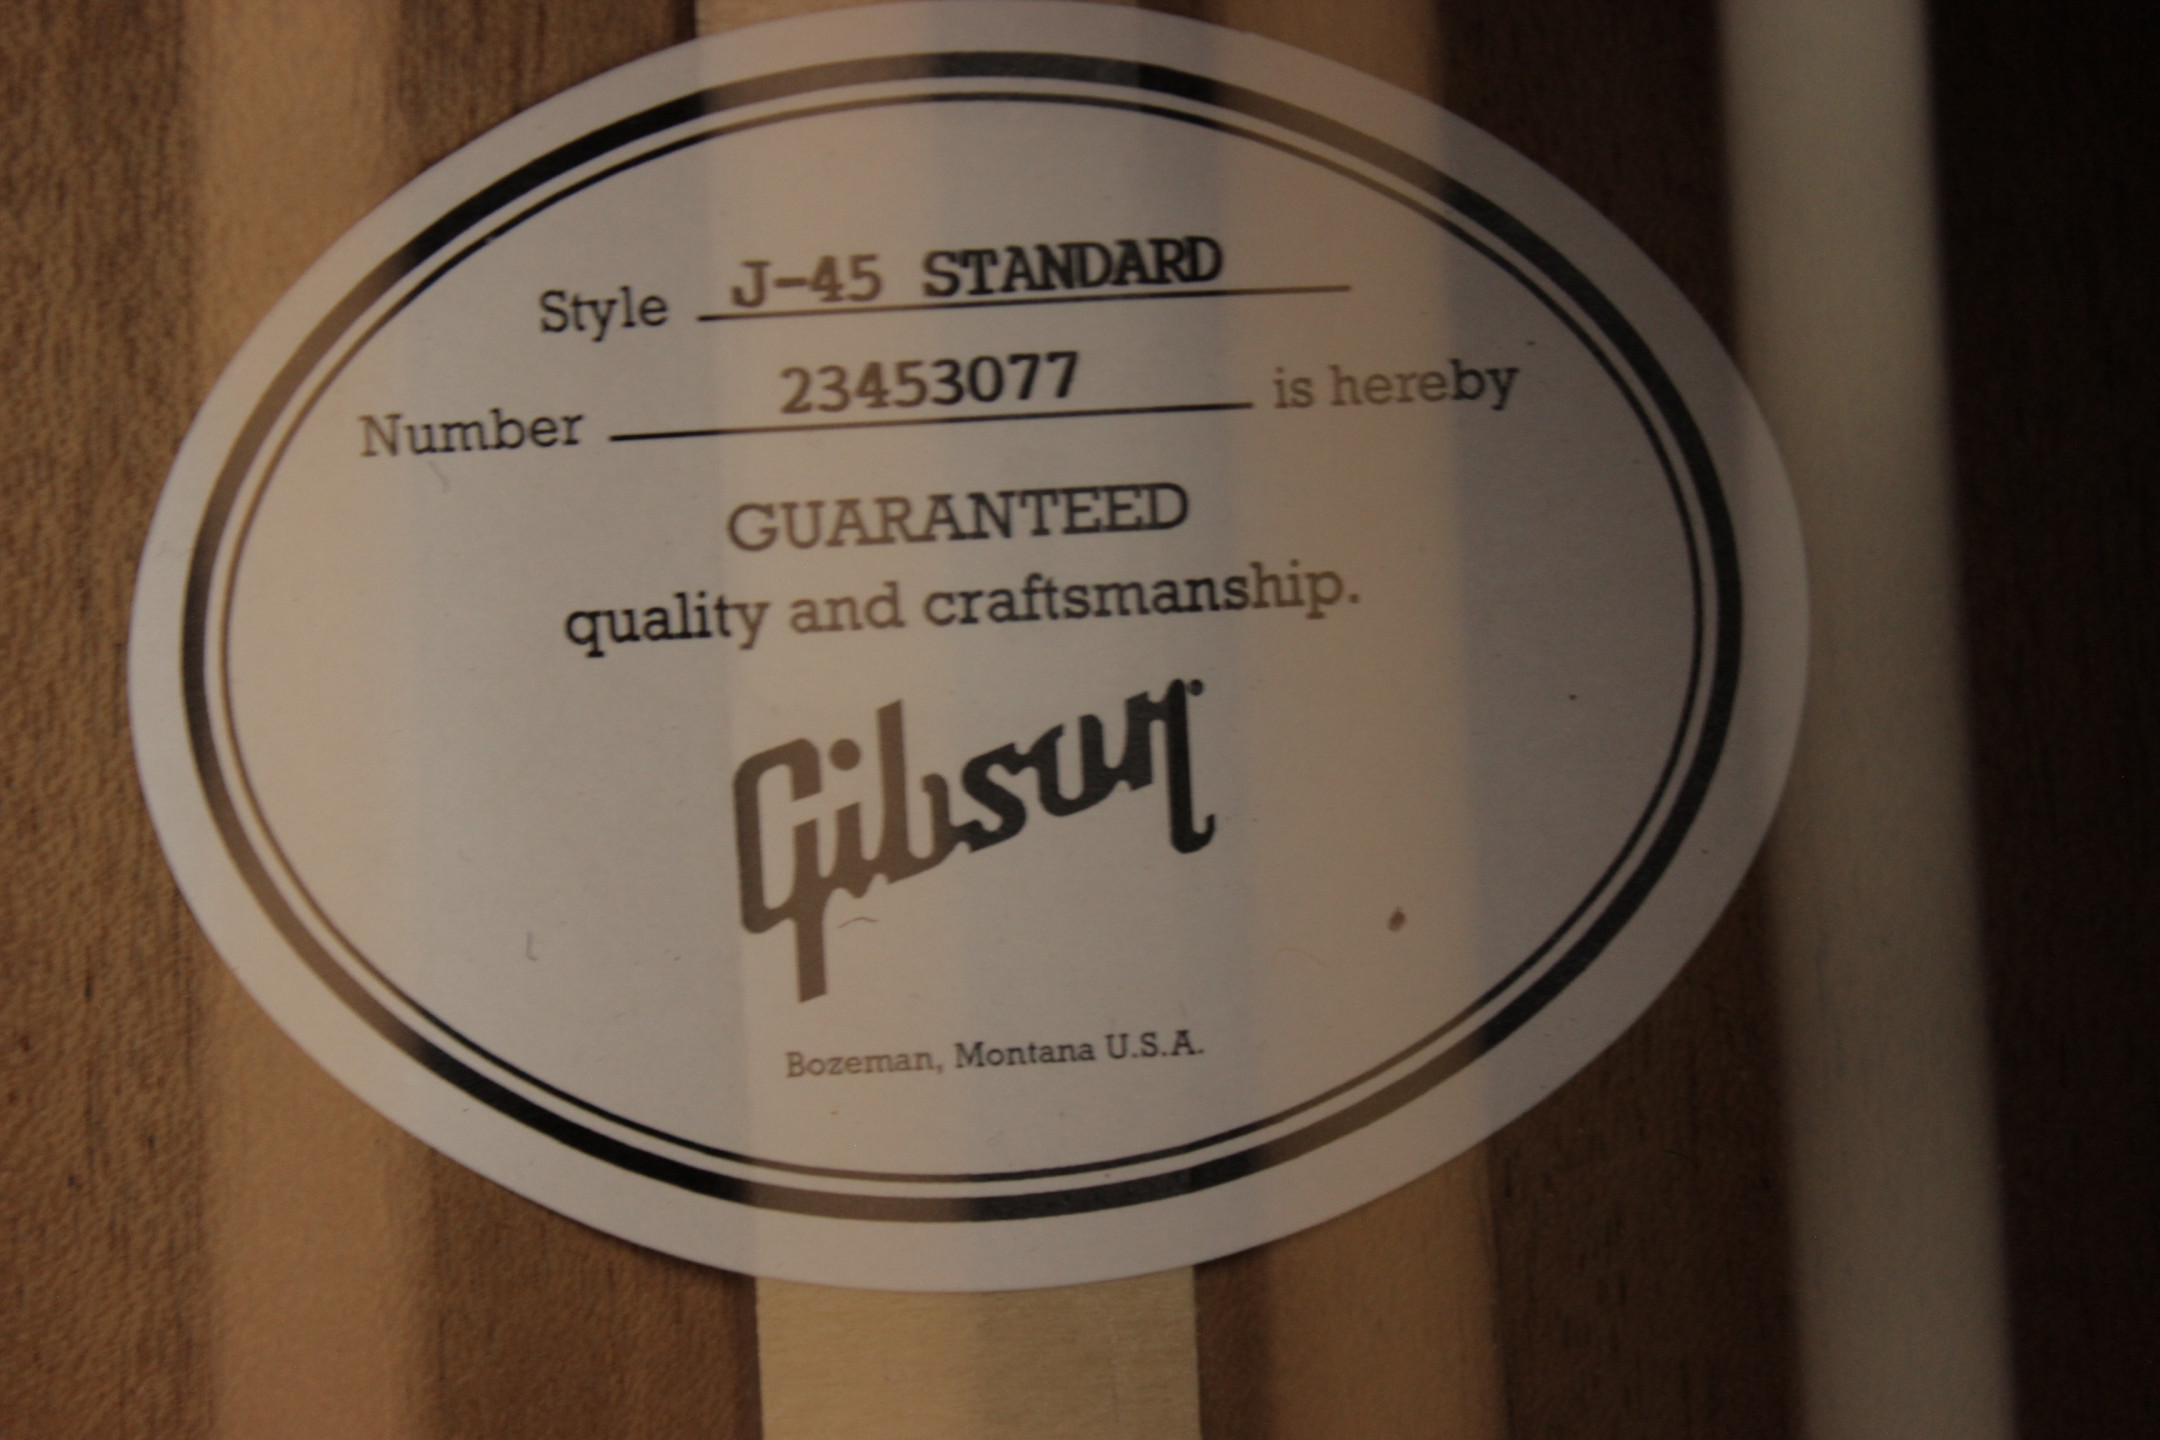 Style J-45 STANDARD
Number 23453077 is hereby
GUARANTEED
quality and craftsmanship.
Gibson
Bozeman, Montana U.S.A.